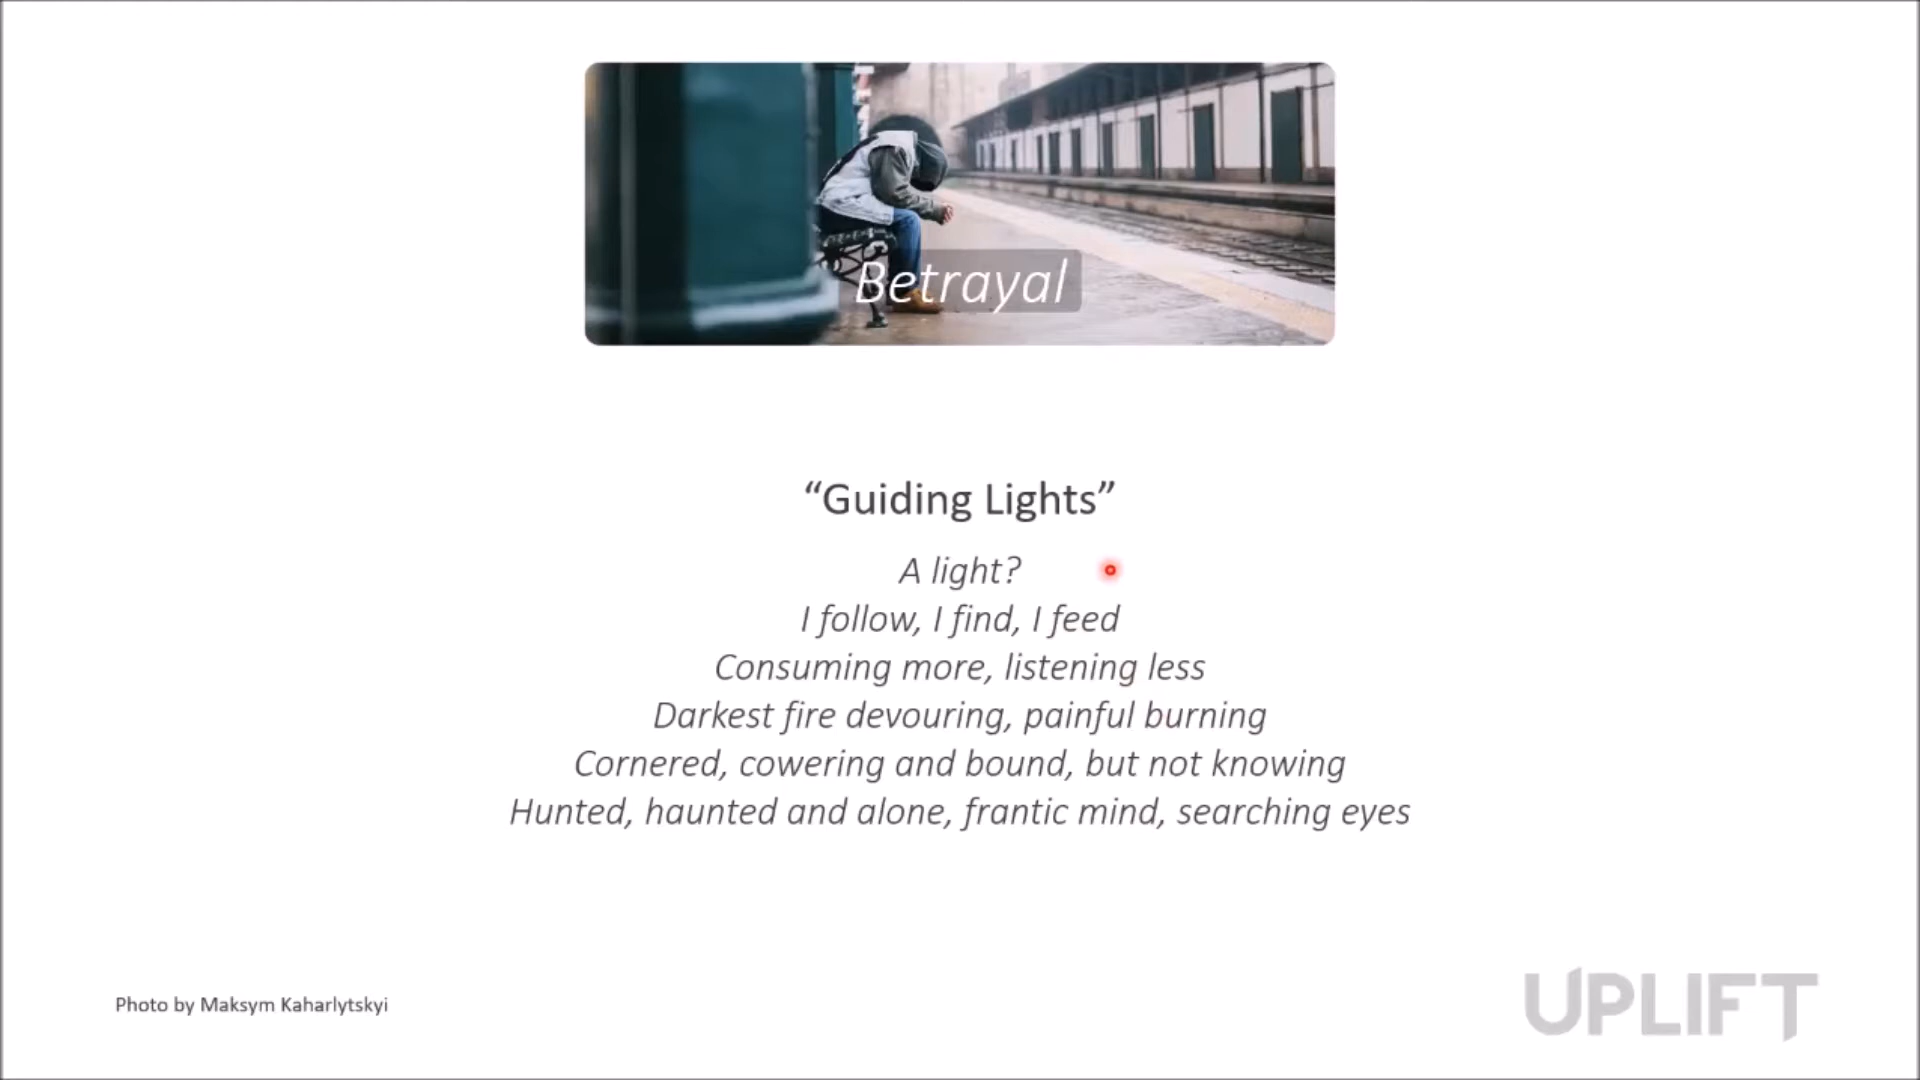 Betrayal
“Guiding Lights”
A light?
I follow, I find, I feed
Consuming more, listening less
Darkest fire devouring, painful burning
Cornered, cowering and bound, but not knowing
Hunted, haunted and alone, frantic mind, searching eyes
Photo by Maksym Kaharlytskyi
UPLIFT